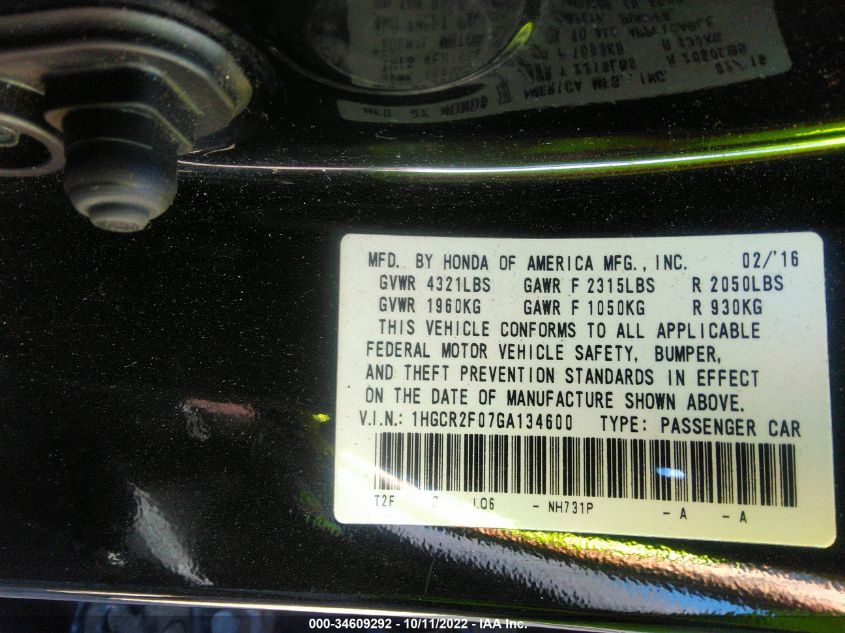 MFD. BY HONDA OF AMERICA MFG., INC. 02/'16
GVWR 4321LBS GAWR F 2315LBS R 2050LBS
GVWR 1960KG GAWR F 1050KG R 930KG
THIS VEHICLE CONFORMS TO ALL APPLICABLE
FEDERAL MOTOR VEHICLE SAFETY, BUMPER,
AND THEFT PREVENTION STANDARDS IN EFFECT
ON THE DATE OF MANUFACTURE SHOWN ABOVE.
V.I.N.: 1HGCR2F07GA134600 TYPE: PASSENGER CAR
T2F - NH731P - A - A
000-34609292 - 10/11/2022 - IAA Inc.